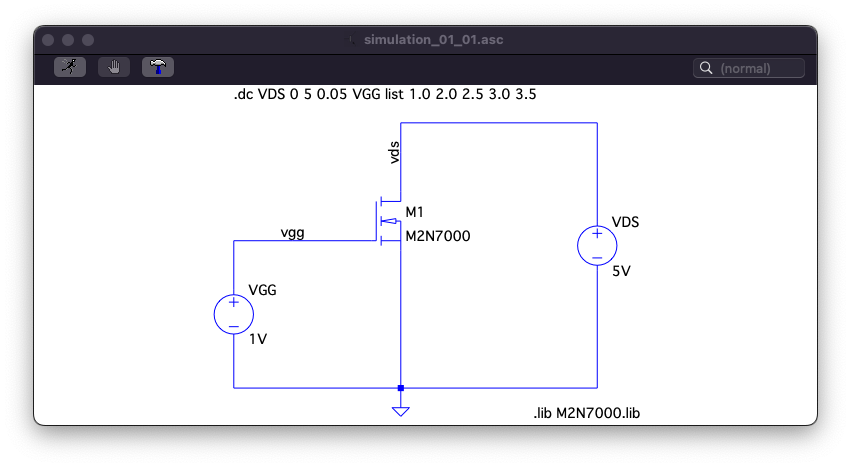 simulation_01_01.asc
(normal)
.dc VDS 0 5 0.05 VGG list 1.0 2.0 2.5 3.0 3.5
vds
M1
M2N7000
vgg
VDS
5V
VGG
1V
.lib M2N7000.lib